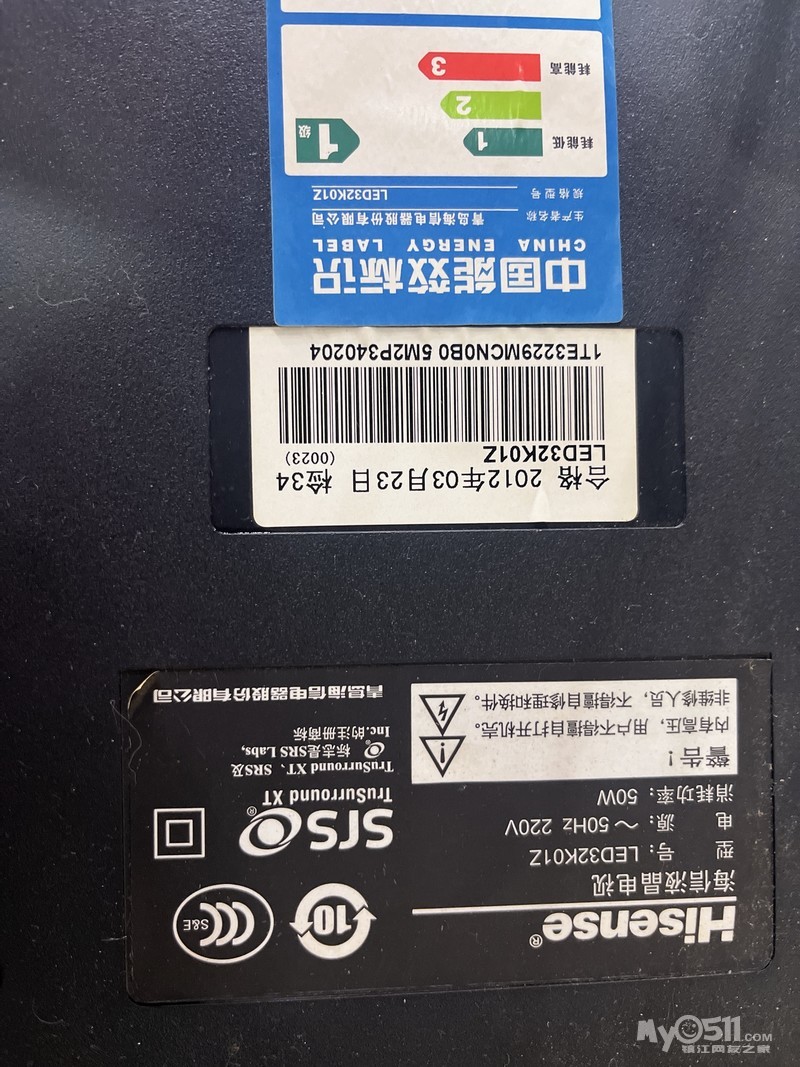 Hisense®
海信液晶电视
型 号：LED32K01Z
电 源：～ 50Hz 220V
消耗功率：50W
警告！
内有高压，用户不得擅自打开机壳。
非维修人员，不得擅自修理和换件。
10
S&E
SRS®
TruSurround XT
TruSurround XT、SRS及
标志是SRS Labs,
Inc.的注册商标
青岛海信电器股份有限公司
合格 2012年03月23日 检34
LED32K01Z (0023)
1TE3229MCN0B0 5M2P340204
中国能效标识
CHINA ENERGY LABEL
生产者名称 青岛海信电器股份有限公司
规格型号 LED32K01Z
耗能低 1 1级
2
耗能高 3
My0511.COM
镇江网友之家